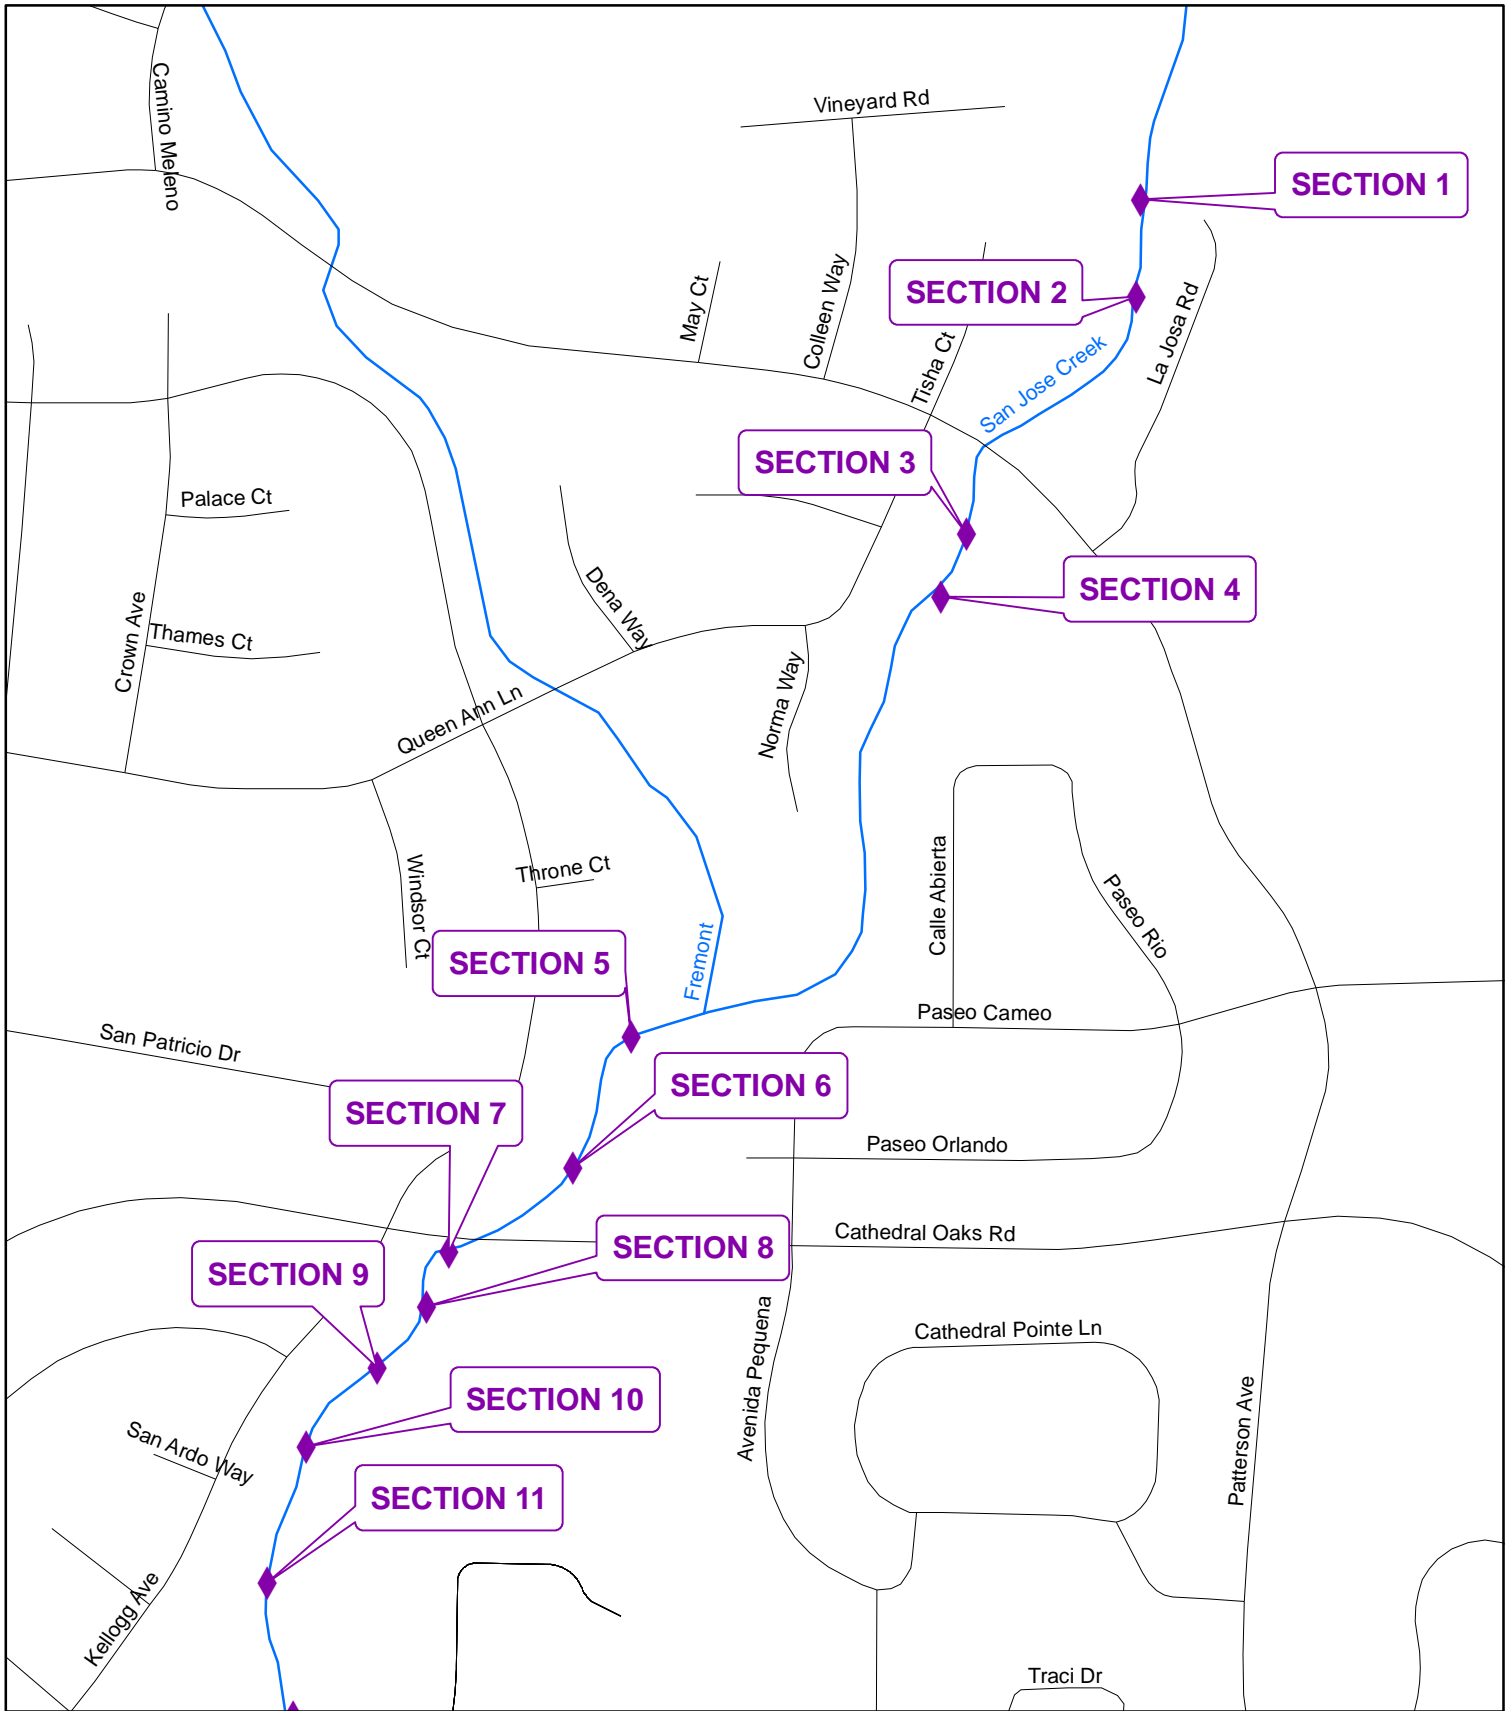 Camino Meleno
Vineyard Rd
SECTION 1
SECTION 2
May Ct
Colleen Way
Tisha Ct
La Josa Rd
San Jose Creek
SECTION 3
Palace Ct
SECTION 4
Dena Way
Crown Ave
Thames Ct
Norma Way
Queen Ann Ln
Windsor Ct
Throne Ct
Calle Abierta
Paseo Rio
SECTION 5
Fremont
Paseo Cameo
San Patricio Dr
SECTION 6
SECTION 7
Paseo Orlando
Cathedral Oaks Rd
SECTION 8
SECTION 9
Cathedral Pointe Ln
Avenida Pequena
SECTION 10
Patterson Ave
San Ardo Way
SECTION 11
Kellogg Ave
Traci Dr